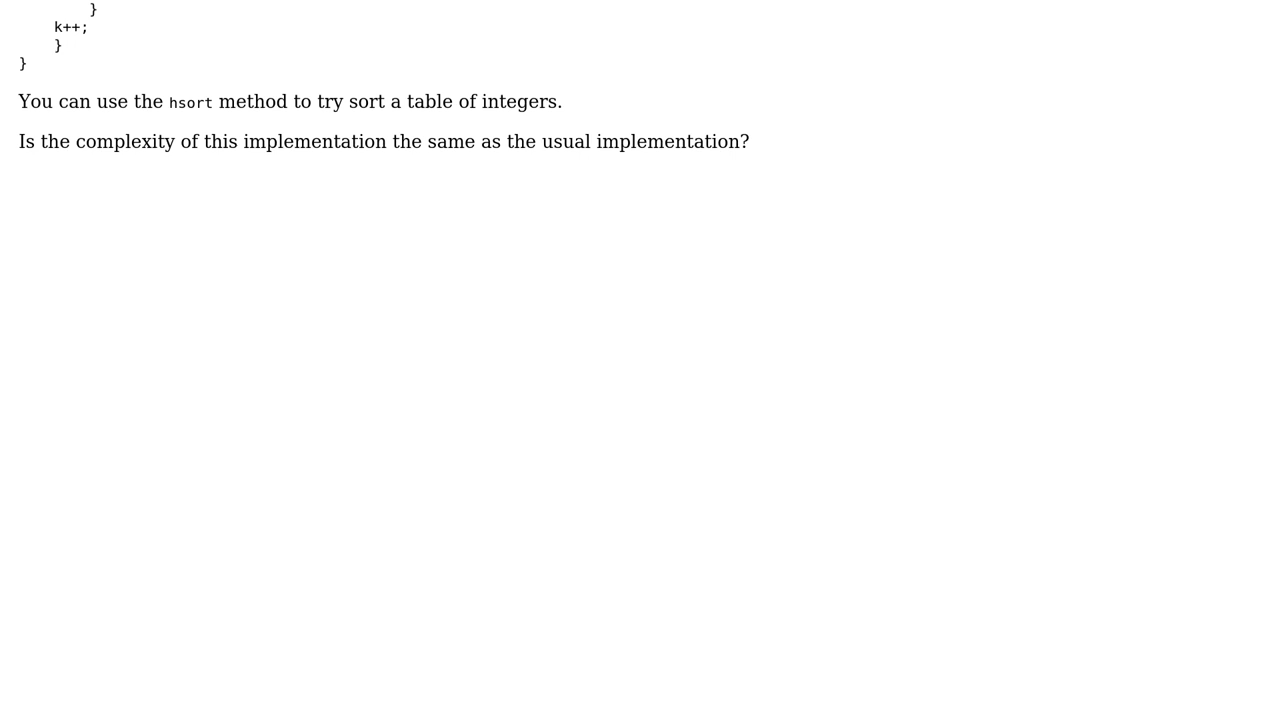 }
    k++;
    }
}
You can use the hsort method to try sort a table of integers.
Is the complexity of this implementation the same as the usual implementation?